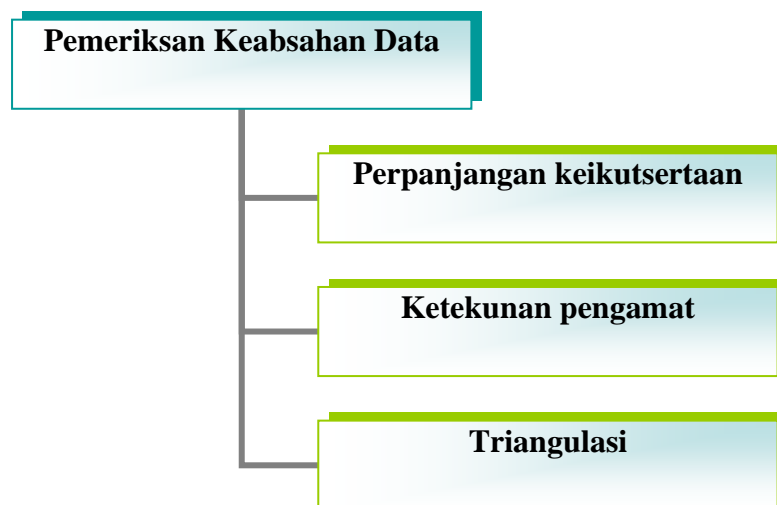 Pemeriksan Keabsahan Data
Perpanjangan keikutsertaan
Ketekunan pengamat
Triangulasi